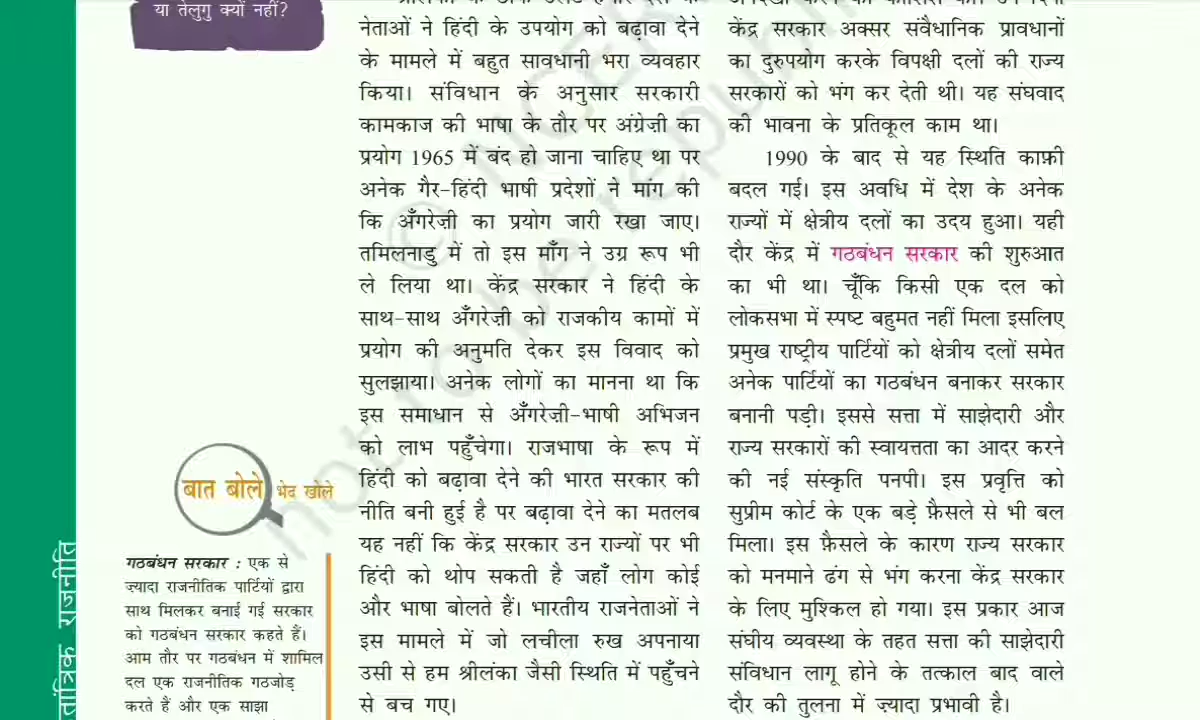 या तेलुगु क्यों नहीं?
नेताओं ने हिंदी के उपयोग को बढ़ावा देने
के मामले में बहुत सावधानी भरा व्यवहार
किया। संविधान के अनुसार सरकारी
कामकाज की भाषा के तौर पर अंग्रेज़ी का
प्रयोग 1965 में बंद हो जाना चाहिए था पर
अनेक गैर-हिंदी भाषी प्रदेशों ने मांग की
कि अँगरेज़ी का प्रयोग जारी रखा जाए।
तमिलनाडु में तो इस माँग ने उग्र रूप भी
ले लिया था। केंद्र सरकार ने हिंदी के
साथ-साथ अँगरेज़ी को राजकीय कामों में
प्रयोग की अनुमति देकर इस विवाद को
सुलझाया। अनेक लोगों का मानना था कि
इस समाधान से अँगरेज़ी-भाषी अभिजन
को लाभ पहुँचेगा। राजभाषा के रूप में
हिंदी को बढ़ावा देने की भारत सरकार की
नीति बनी हुई है पर बढ़ावा देने का मतलब
यह नहीं कि केंद्र सरकार उन राज्यों पर भी
हिंदी को थोप सकती है जहाँ लोग कोई
और भाषा बोलते हैं। भारतीय राजनेताओं ने
इस मामले में जो लचीला रुख अपनाया
उसी से हम श्रीलंका जैसी स्थिति में पहुँचने
से बच गए।
केंद्र सरकार अक्सर संवैधानिक प्रावधानों
का दुरुपयोग करके विपक्षी दलों की राज्य
सरकारों को भंग कर देती थी। यह संघवाद
की भावना के प्रतिकूल काम था।
1990 के बाद से यह स्थिति काफ़ी
बदल गई। इस अवधि में देश के अनेक
राज्यों में क्षेत्रीय दलों का उदय हुआ। यही
दौर केंद्र में गठबंधन सरकार की शुरुआत
का भी था। चूँकि किसी एक दल को
लोकसभा में स्पष्ट बहुमत नहीं मिला इसलिए
प्रमुख राष्ट्रीय पार्टियों को क्षेत्रीय दलों समेत
अनेक पार्टियों का गठबंधन बनाकर सरकार
बनानी पड़ी। इससे सत्ता में साझेदारी और
राज्य सरकारों की स्वायत्तता का आदर करने
की नई संस्कृति पनपी। इस प्रवृत्ति को
सुप्रीम कोर्ट के एक बड़े फ़ैसले से भी बल
मिला। इस फ़ैसले के कारण राज्य सरकार
को मनमाने ढंग से भंग करना केंद्र सरकार
के लिए मुश्किल हो गया। इस प्रकार आज
संघीय व्यवस्था के तहत सत्ता की साझेदारी
संविधान लागू होने के तत्काल बाद वाले
दौर की तुलना में ज़्यादा प्रभावी है।
बात बोले भेद खोले
गठबंधन सरकार : एक से
ज़्यादा राजनीतिक पार्टियों द्वारा
साथ मिलकर बनाई गई सरकार
को गठबंधन सरकार कहते हैं।
आम तौर पर गठबंधन में शामिल
दल एक राजनीतिक गठजोड़
करते हैं और एक साझा
तांत्रिक राजनीति
© NCER
not to be republi